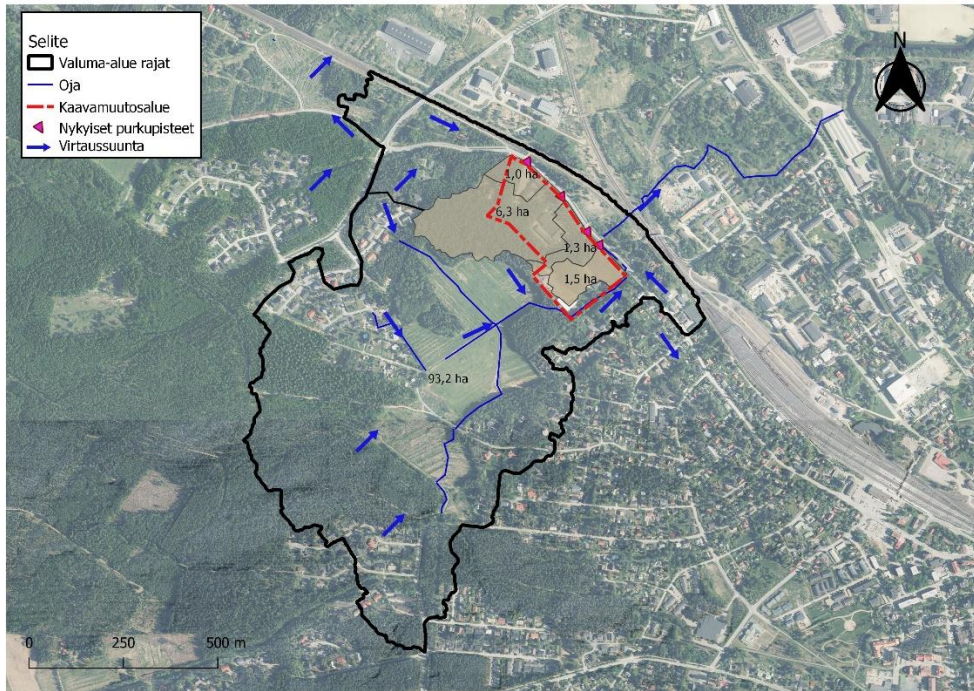 Selite
Valuma-alue rajat
Oja
Kaavamuutosalue
Nykyiset purkupisteet
Virtaussuunta
N
1,0 ha
6,3 ha
1,3 ha
1,5 ha
93,2 ha
0 250 500 m